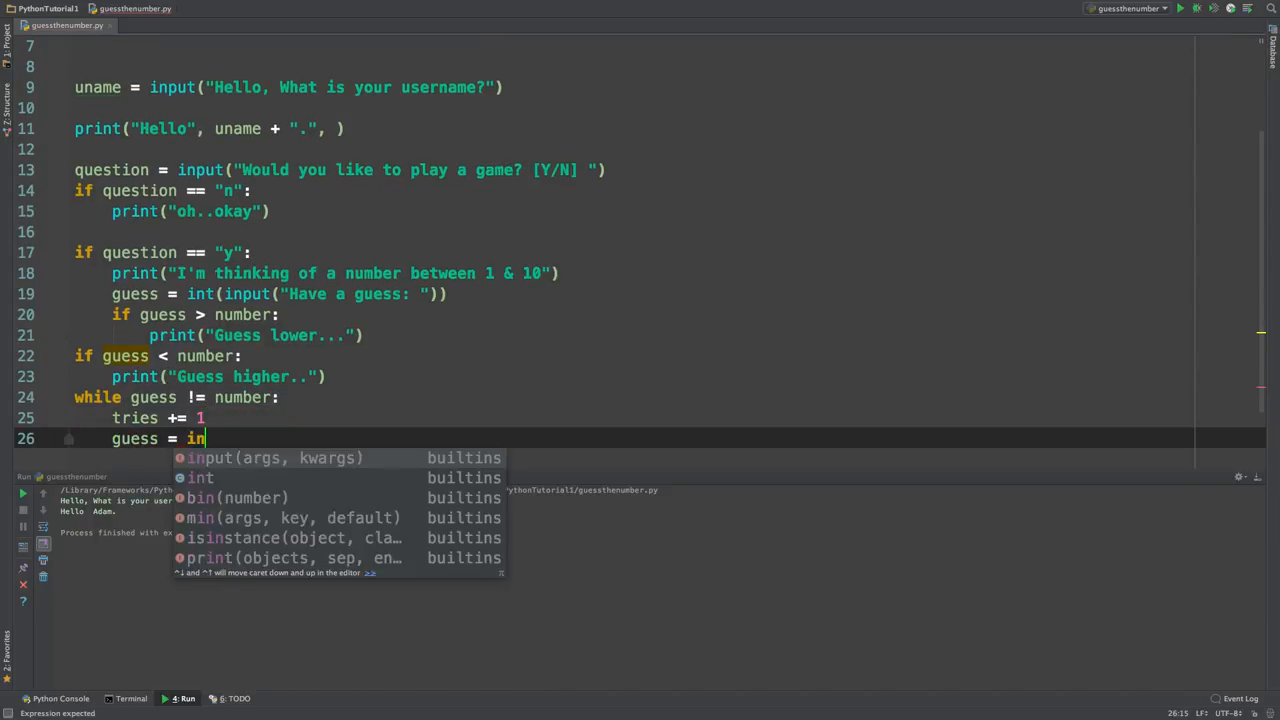 PythonTutorial1 guessthenumber.py guessthenumber
guessthenumber.py
1: Project
Z: Structure
2: Favorites
Database
7
8
9 uname = input("Hello, What is your username?")
10
11 print("Hello", uname + ".", )
12
13 question = input("Would you like to play a game? [Y/N] ")
14 if question == "n":
15 print("oh..okay")
16
17 if question == "y":
18 print("I'm thinking of a number between 1 & 10")
19 guess = int(input("Have a guess: "))
20 if guess > number:
21 print("Guess lower...")
22 if guess < number:
23 print("Guess higher..")
24 while guess != number:
25 tries += 1
26 guess = in
input(args, kwargs) builtins
int builtins
bin(number) builtins
min(args, key, default) builtins
isinstance(object, cla… builtins
print(objects, sep, en… builtins
^↓ and ^↑ will move caret down and up in the editor >> π
Run guessthenumber
/Library/Frameworks/Pyth ythonTutorial1/guessthenumber.py
Hello, What is your user
Hello Adam.
Process finished with ex
Python Console Terminal 4: Run 6: TODO Event Log
Expression expected 26:15 LF÷ UTF-8÷